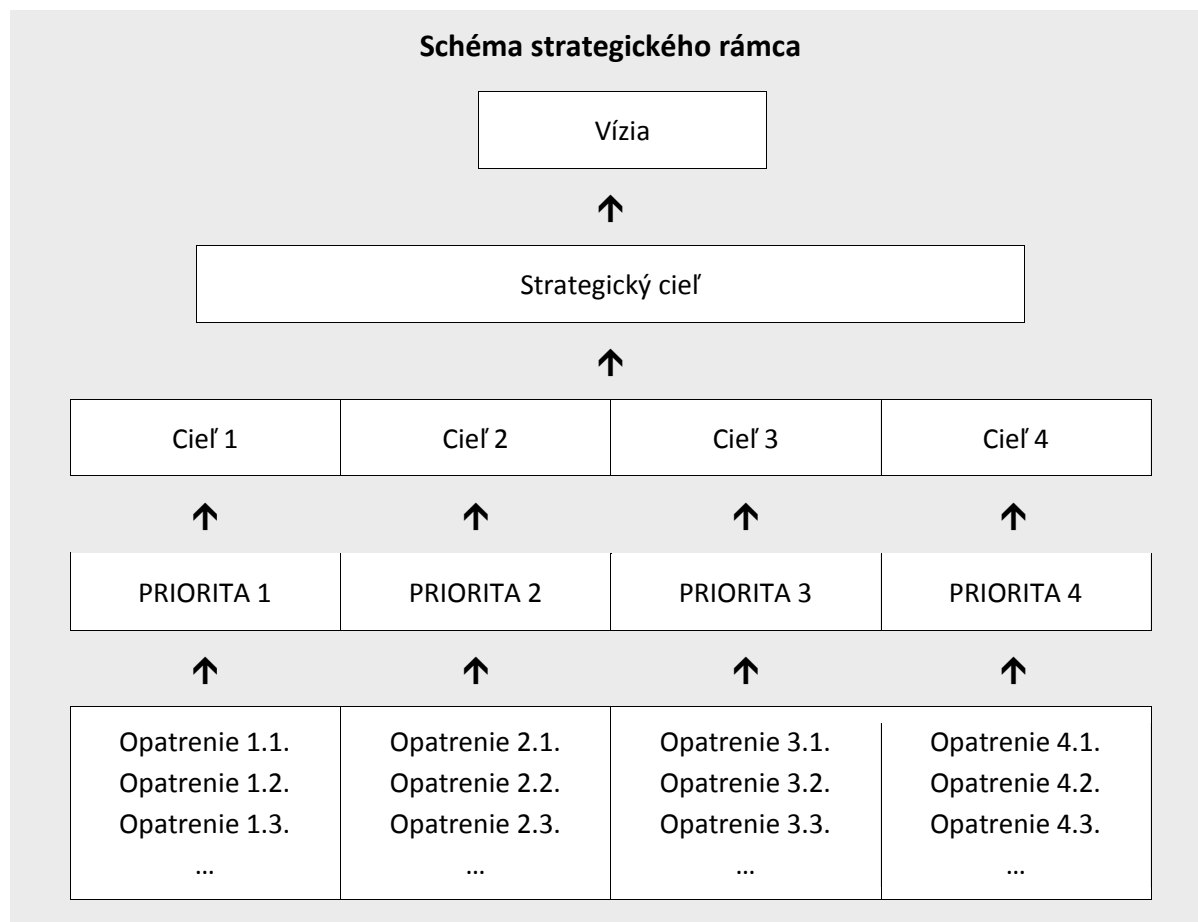 Schéma strategického rámca
Vízia
↑
Strategický cieľ
↑
Cieľ 1 Cieľ 2 Cieľ 3 Cieľ 4
↑ ↑ ↑ ↑
PRIORITA 1 PRIORITA 2 PRIORITA 3 PRIORITA 4
↑ ↑ ↑ ↑
Opatrenie 1.1. Opatrenie 2.1. Opatrenie 3.1. Opatrenie 4.1.
Opatrenie 1.2. Opatrenie 2.2. Opatrenie 3.2. Opatrenie 4.2.
Opatrenie 1.3. Opatrenie 2.3. Opatrenie 3.3. Opatrenie 4.3.
… … … …